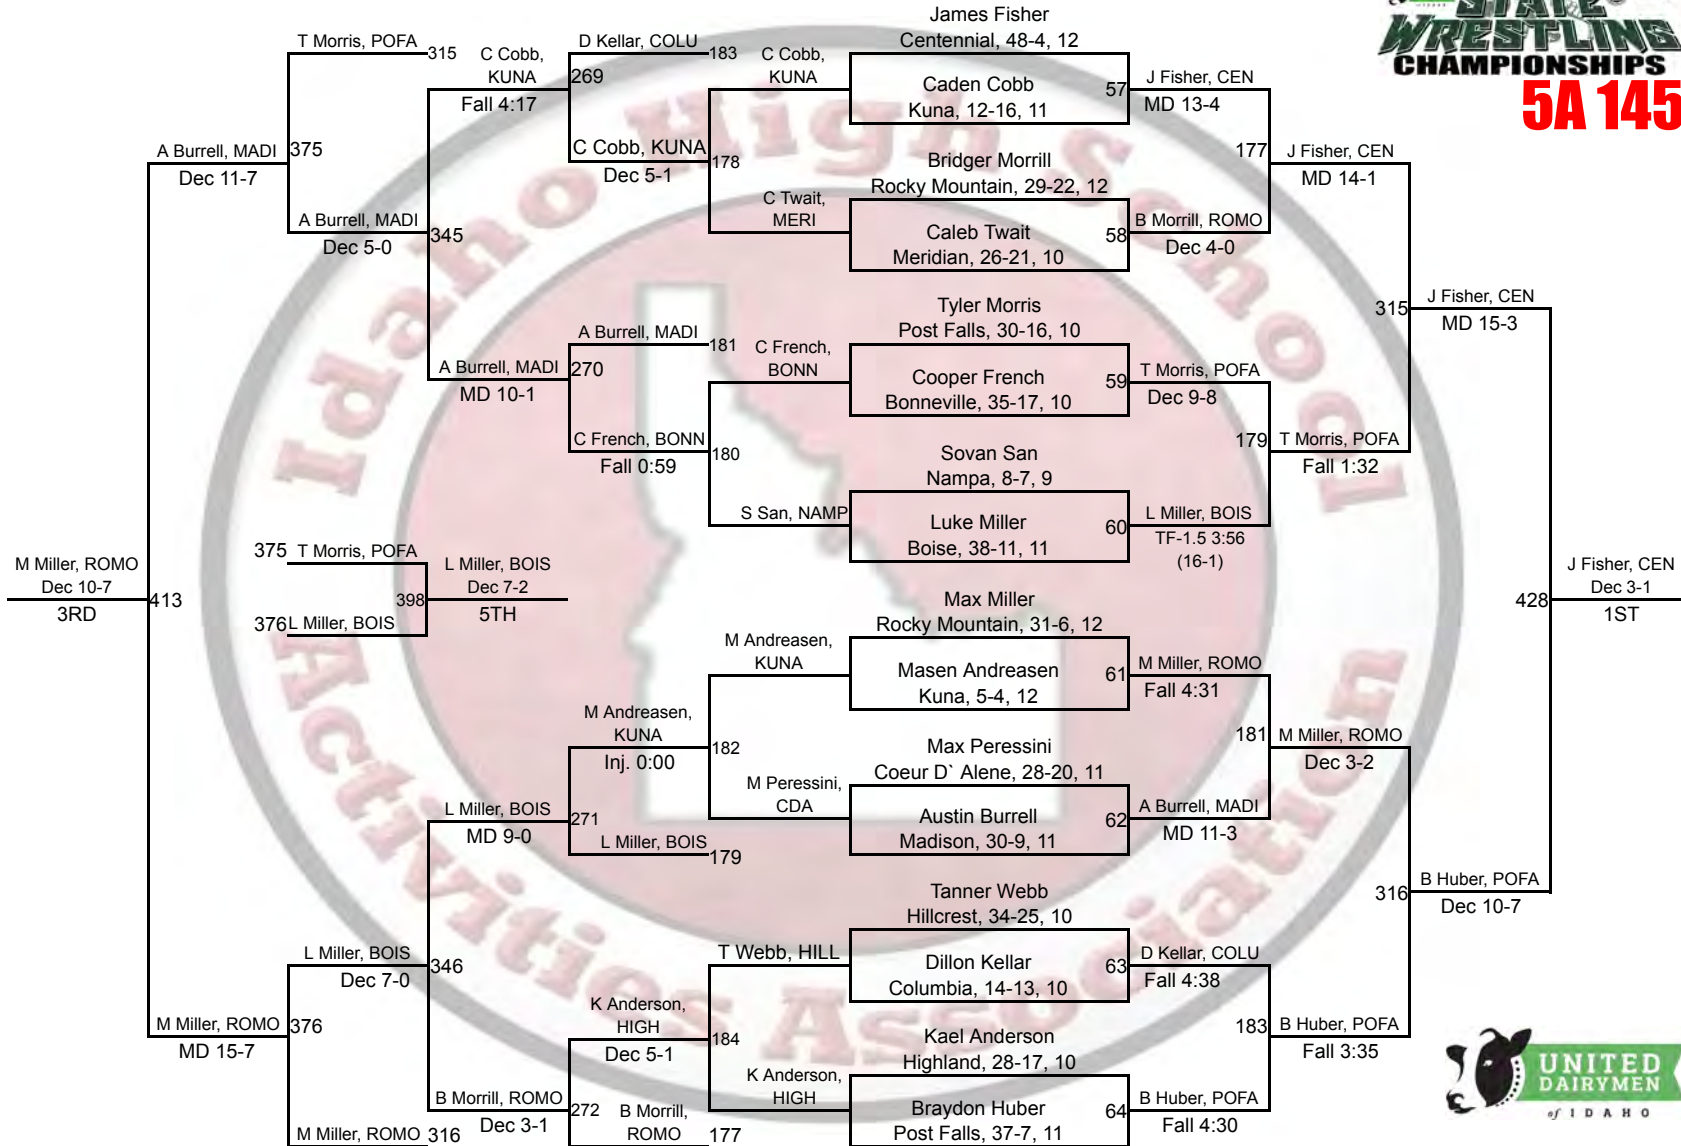 STATE
WRESTLING
CHAMPIONSHIPS
5A 145
Idaho High School
Activities Association
T Morris, POFA
315
A Burrell, MADI
Dec 11-7
375
A Burrell, MADI
Dec 5-0
345
C Cobb,
KUNA
Fall 4:17
269
D Kellar, COLU
183
C Cobb, KUNA
Dec 5-1
178
C Cobb,
KUNA
C Twait,
MERI
A Burrell, MADI
MD 10-1
270
A Burrell, MADI
181
C French, BONN
Fall 0:59
180
C French,
BONN
S San, NAMP
M Miller, ROMO
Dec 10-7
3RD
413
375 T Morris, POFA
376 L Miller, BOIS
398
L Miller, BOIS
Dec 7-2
5TH
M Andreasen,
KUNA
M Andreasen,
KUNA
Inj. 0:00
182
M Peressini,
CDA
L Miller, BOIS
MD 9-0
271
L Miller, BOIS
179
L Miller, BOIS
Dec 7-0
346
M Miller, ROMO
MD 15-7
376
M Miller, ROMO
316
B Morrill, ROMO
Dec 3-1
272
K Anderson,
HIGH
Dec 5-1
184
B Morrill,
ROMO
177
T Webb, HILL
K Anderson,
HIGH
James Fisher
Centennial, 48-4, 12
Caden Cobb
Kuna, 12-16, 11
57
J Fisher, CEN
MD 13-4
Bridger Morrill
Rocky Mountain, 29-22, 12
Caleb Twait
Meridian, 26-21, 10
58
B Morrill, ROMO
Dec 4-0
177
J Fisher, CEN
MD 14-1
Tyler Morris
Post Falls, 30-16, 10
Cooper French
Bonneville, 35-17, 10
59
T Morris, POFA
Dec 9-8
Sovan San
Nampa, 8-7, 9
Luke Miller
Boise, 38-11, 11
60
L Miller, BOIS
TF-1.5 3:56
(16-1)
179
T Morris, POFA
Fall 1:32
315
J Fisher, CEN
MD 15-3
Max Miller
Rocky Mountain, 31-6, 12
Masen Andreasen
Kuna, 5-4, 12
61
M Miller, ROMO
Fall 4:31
Max Peressini
Coeur D` Alene, 28-20, 11
Austin Burrell
Madison, 30-9, 11
62
A Burrell, MADI
MD 11-3
181
M Miller, ROMO
Dec 3-2
Tanner Webb
Hillcrest, 34-25, 10
Dillon Kellar
Columbia, 14-13, 10
63
D Kellar, COLU
Fall 4:38
Kael Anderson
Highland, 28-17, 10
Braydon Huber
Post Falls, 37-7, 11
64
B Huber, POFA
Fall 4:30
183
B Huber, POFA
Fall 3:35
316
B Huber, POFA
Dec 10-7
428
J Fisher, CEN
Dec 3-1
1ST
UNITED
DAIRYMEN
of IDAHO